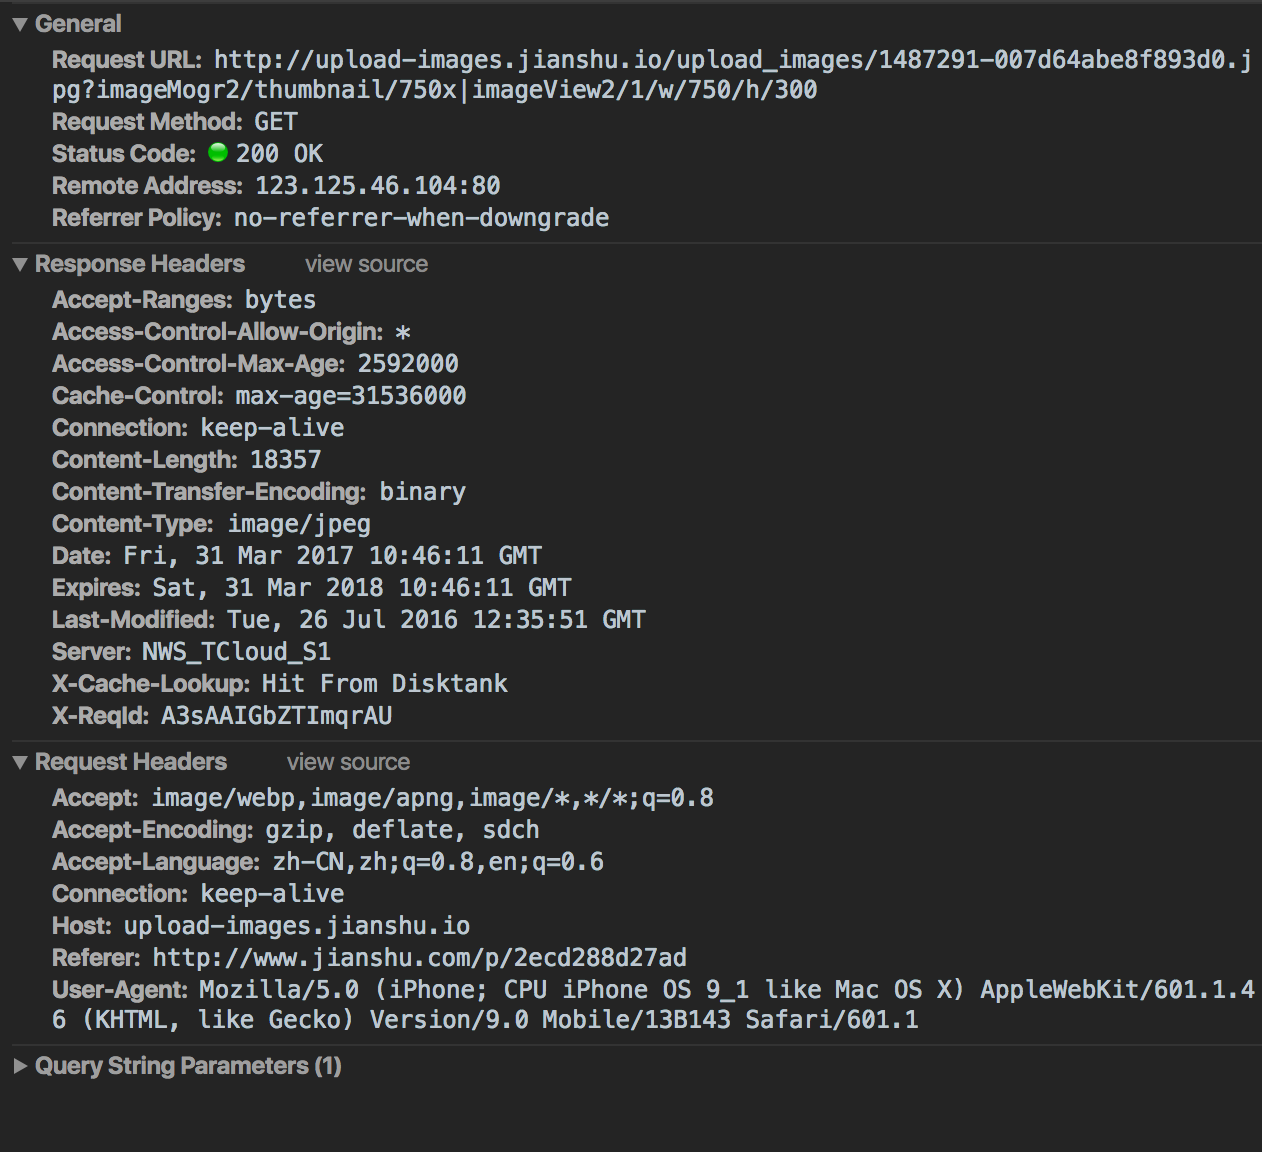 General
Request URL: http://upload-images.jianshu.io/upload_images/1487291-007d64abe8f893d0.j
pg?imageMogr2/thumbnail/750x|imageView2/1/w/750/h/300
Request Method: GET
Status Code: 200 OK
Remote Address: 123.125.46.104:80
Referrer Policy: no-referrer-when-downgrade
Response Headers view source
Accept-Ranges: bytes
Access-Control-Allow-Origin: *
Access-Control-Max-Age: 2592000
Cache-Control: max-age=31536000
Connection: keep-alive
Content-Length: 18357
Content-Transfer-Encoding: binary
Content-Type: image/jpeg
Date: Fri, 31 Mar 2017 10:46:11 GMT
Expires: Sat, 31 Mar 2018 10:46:11 GMT
Last-Modified: Tue, 26 Jul 2016 12:35:51 GMT
Server: NWS_TCloud_S1
X-Cache-Lookup: Hit From Disktank
X-ReqId: A3sAAIGbZTImqrAU
Request Headers view source
Accept: image/webp,image/apng,image/*,*/*;q=0.8
Accept-Encoding: gzip, deflate, sdch
Accept-Language: zh-CN,zh;q=0.8,en;q=0.6
Connection: keep-alive
Host: upload-images.jianshu.io
Referer: http://www.jianshu.com/p/2ecd288d27ad
User-Agent: Mozilla/5.0 (iPhone; CPU iPhone OS 9_1 like Mac OS X) AppleWebKit/601.1.4
6 (KHTML, like Gecko) Version/9.0 Mobile/13B143 Safari/601.1
Query String Parameters (1)